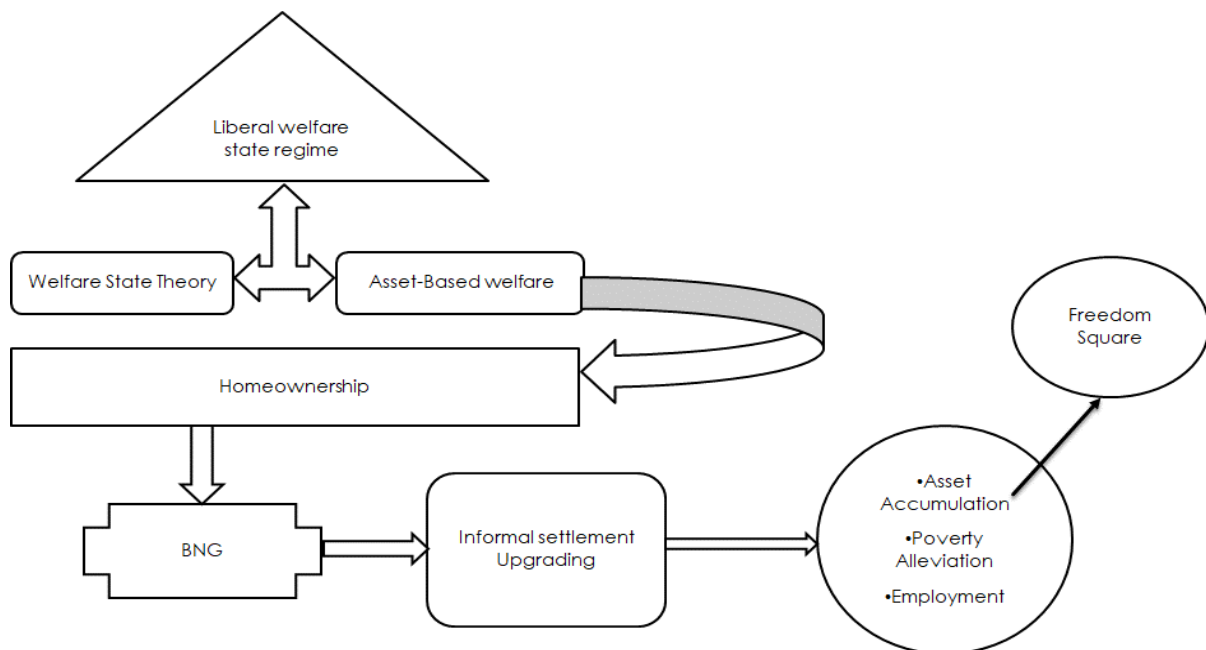 Liberal welfare
state regime
Welfare State Theory
Asset-Based welfare
Freedom
Square
Homeownership
•Asset
Accumulation
•Poverty
Alleviation
•Employment
BNG
Informal settlement
Upgrading